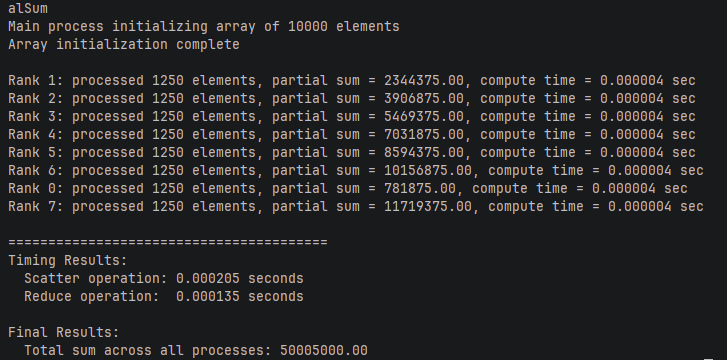 alSum
Main process initializing array of 10000 elements
Array initialization complete
Rank 1: processed 1250 elements, partial sum = 2344375.00, compute time = 0.000004 sec
Rank 2: processed 1250 elements, partial sum = 3906875.00, compute time = 0.000004 sec
Rank 3: processed 1250 elements, partial sum = 5469375.00, compute time = 0.000004 sec
Rank 4: processed 1250 elements, partial sum = 7031875.00, compute time = 0.000004 sec
Rank 5: processed 1250 elements, partial sum = 8594375.00, compute time = 0.000004 sec
Rank 6: processed 1250 elements, partial sum = 10156875.00, compute time = 0.000004 sec
Rank 0: processed 1250 elements, partial sum = 781875.00, compute time = 0.000004 sec
Rank 7: processed 1250 elements, partial sum = 11719375.00, compute time = 0.000004 sec
========================================
Timing Results:
  Scatter operation: 0.000205 seconds
  Reduce operation:  0.000135 seconds
Final Results:
  Total sum across all processes: 50005000.00